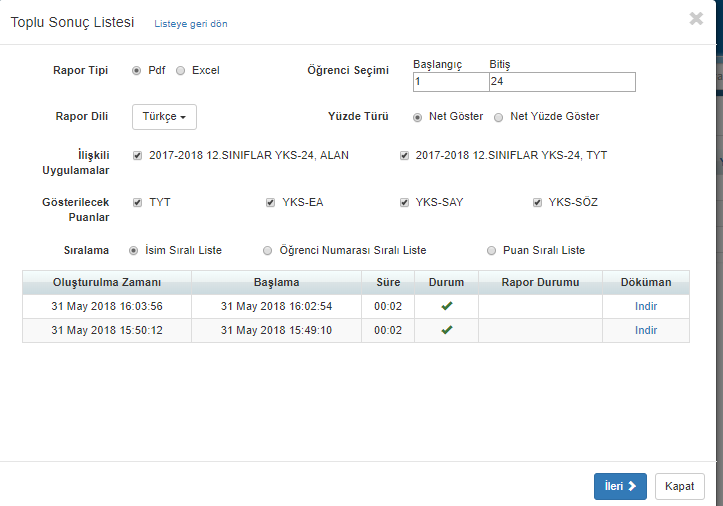 Toplu Sonuç Listesi Listeye geri dön
Rapor Tipi Pdf Excel Öğrenci Seçimi Başlangıç Bitiş
1 24
Rapor Dili Türkçe Yüzde Türü Net Göster Net Yüzde Göster
İlişkili Uygulamalar 2017-2018 12.SINIFLAR YKS-24, ALAN 2017-2018 12.SINIFLAR YKS-24, TYT
Gösterilecek Puanlar TYT YKS-EA YKS-SAY YKS-SÖZ
Sıralama İsim Sıralı Liste Öğrenci Numarası Sıralı Liste Puan Sıralı Liste
Oluşturulma Zamanı Başlama Süre Durum Rapor Durumu Döküman
31 May 2018 16:03:56 31 May 2018 16:02:54 00:02 Indir
31 May 2018 15:50:12 31 May 2018 15:49:10 00:02 Indir
İleri Kapat